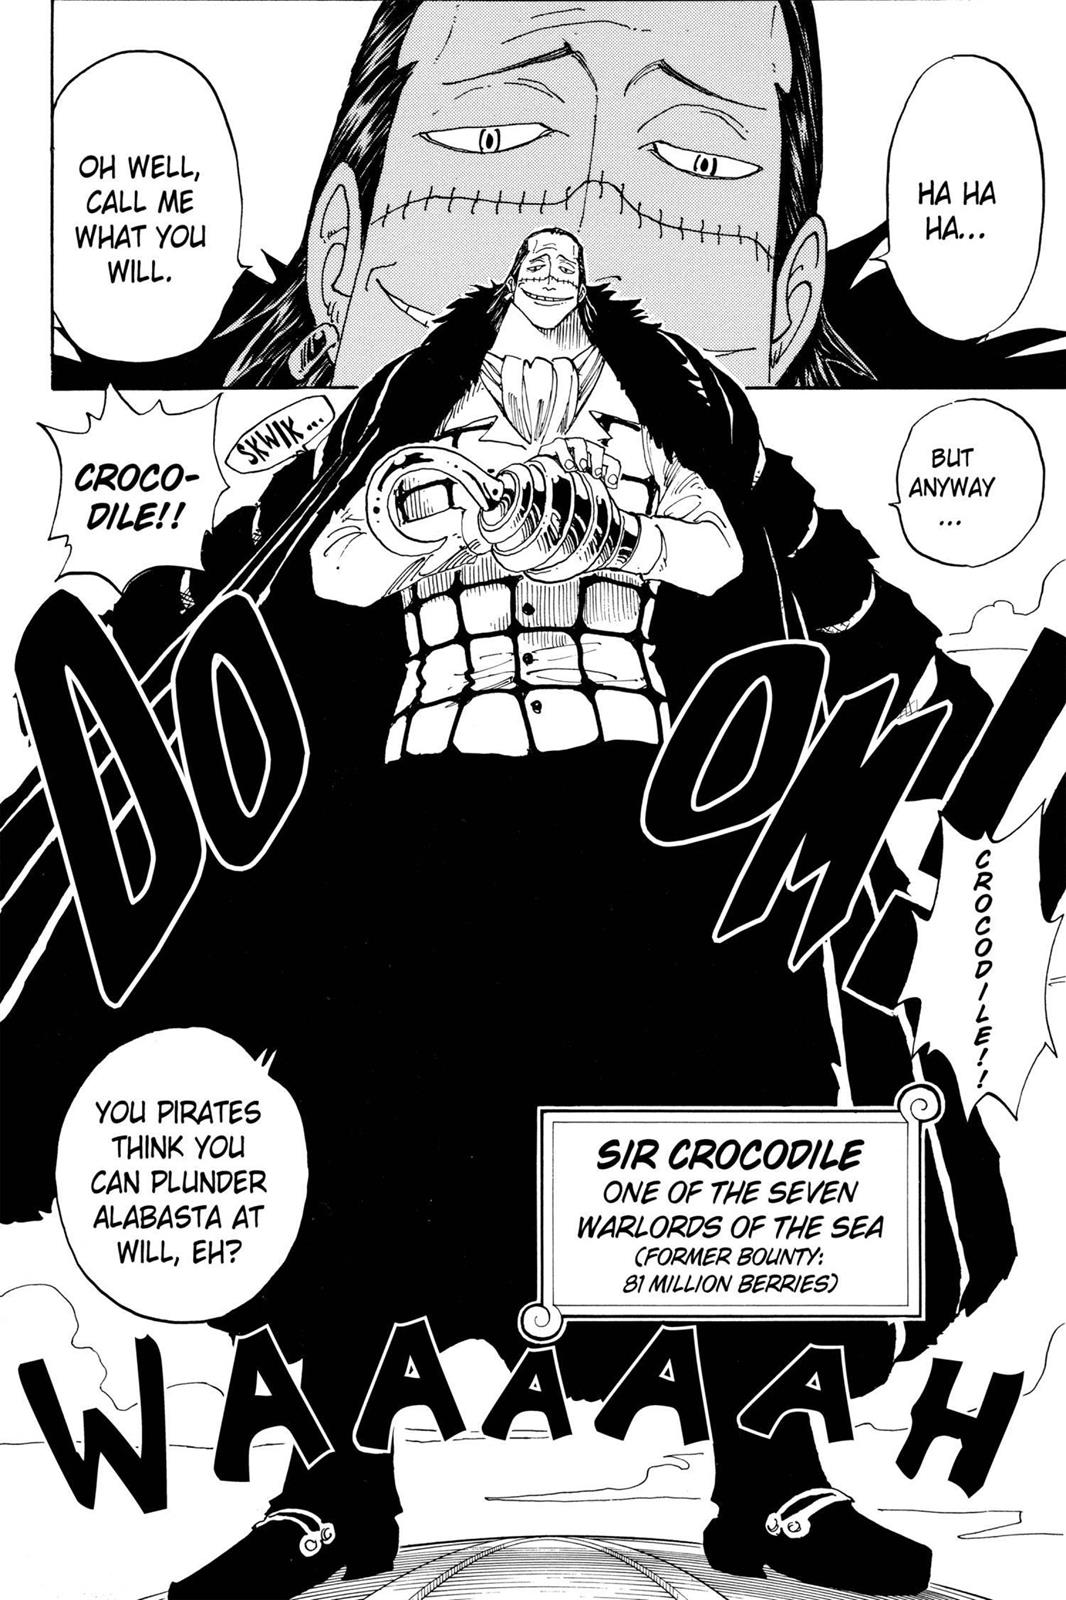 HA HA
HA...
OH WELL,
CALL ME
WHAT YOU
WILL.
BUT
ANYWAY
...
SKWIK...
CROCO-
DILE!!
DOOM
CROCODILE!!
YOU PIRATES
THINK YOU
CAN PLUNDER
ALABASTA AT
WILL, EH?
SIR CROCODILE
ONE OF THE SEVEN
WARLORDS OF THE SEA
(FORMER BOUNTY:
81 MILLION BERRIES)
WAAAAAH